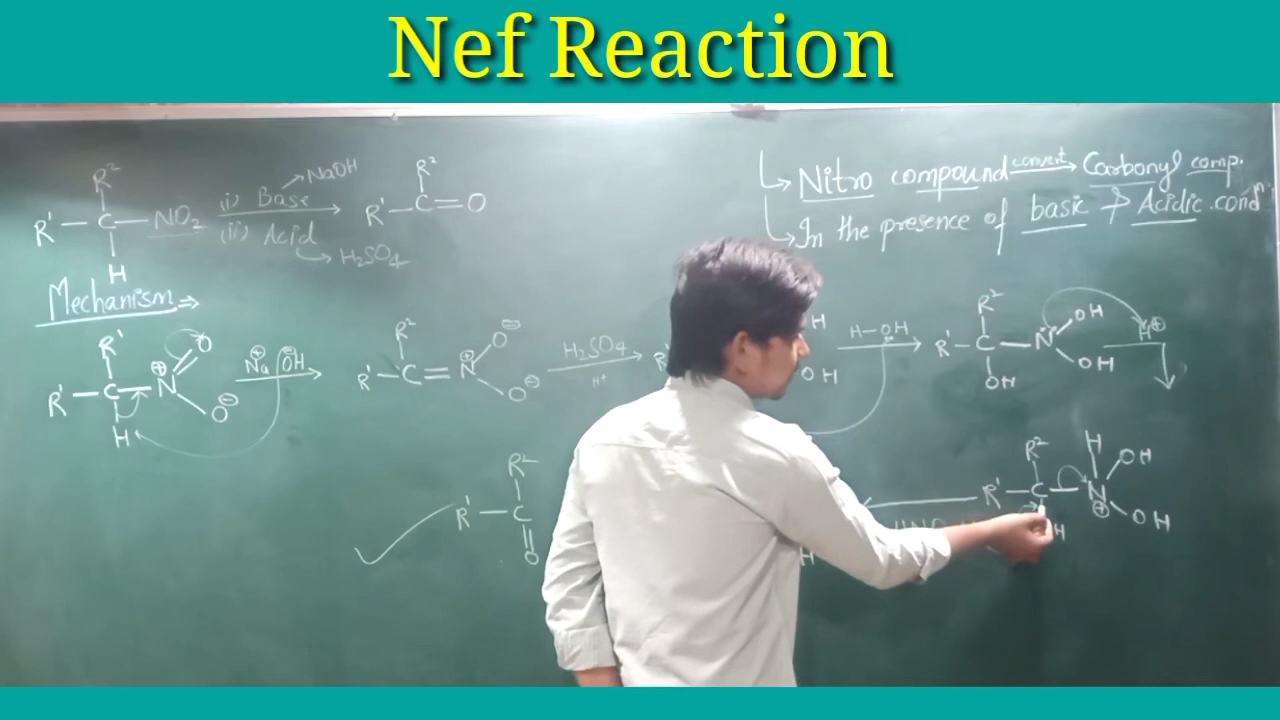 Nef Reaction
R²
R' — C — NO₂
H
(i) Base → NaOH
(ii) Acid → H₂SO₄
R²
R' — C = O
↳ Nitro compound convert → Carbonyl comp.
↳ In the presence of basic & Acidic condⁿ
Mechanism ⇒
R'
R' — C — N⊕ O
O⊖
H
Na⊕ ⊖OH
R²
R' — C = N⊕ O⊖
O⊖
H₂SO₄
H⁺
R
H
OH
H—OH
R²
R' — C — N OH
OH
OH
H⊕
R²
R' — C — N⊕ H
OH
OH
H
R²
R' — C
O
H